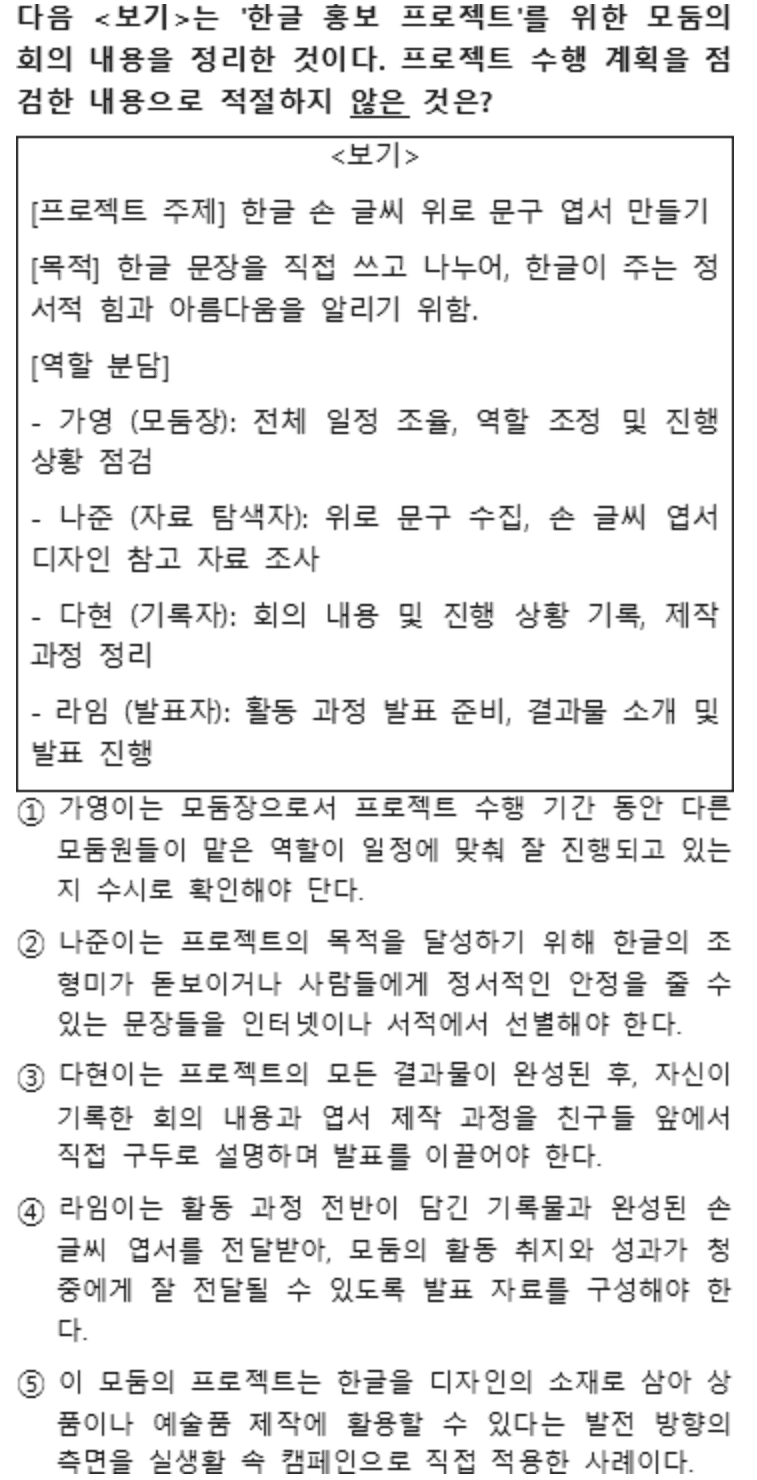 다음 <보기>는 '한글 홍보 프로젝트'를 위한 모둠의
회의 내용을 정리한 것이다. 프로젝트 수행 계획을 점
검한 내용으로 적절하지 않은 것은?
<보기>
[프로젝트 주제] 한글 손 글씨 위로 문구 엽서 만들기
[목적] 한글 문장을 직접 쓰고 나누어, 한글이 주는 정
서적 힘과 아름다움을 알리기 위함.
[역할 분담]
- 가영 (모둠장): 전체 일정 조율, 역할 조정 및 진행
상황 점검
- 나준 (자료 탐색자): 위로 문구 수집, 손 글씨 엽서
디자인 참고 자료 조사
- 다현 (기록자): 회의 내용 및 진행 상황 기록, 제작
과정 정리
- 라임 (발표자): 활동 과정 발표 준비, 결과물 소개 및
발표 진행
① 가영이는 모둠장으로서 프로젝트 수행 기간 동안 다른
모둠원들이 맡은 역할이 일정에 맞춰 잘 진행되고 있는
지 수시로 확인해야 단다.
② 나준이는 프로젝트의 목적을 달성하기 위해 한글의 조
형미가 돋보이거나 사람들에게 정서적인 안정을 줄 수
있는 문장들을 인터넷이나 서적에서 선별해야 한다.
③ 다현이는 프로젝트의 모든 결과물이 완성된 후, 자신이
기록한 회의 내용과 엽서 제작 과정을 친구들 앞에서
직접 구두로 설명하며 발표를 이끌어야 한다.
④ 라임이는 활동 과정 전반이 담긴 기록물과 완성된 손
글씨 엽서를 전달받아, 모둠의 활동 취지와 성과가 청
중에게 잘 전달될 수 있도록 발표 자료를 구성해야 한
다.
⑤ 이 모둠의 프로젝트는 한글을 디자인의 소재로 삼아 상
품이나 예술품 제작에 활용할 수 있다는 발전 방향의
측면을 실생활 속 캠페인으로 직접 적용한 사례이다.